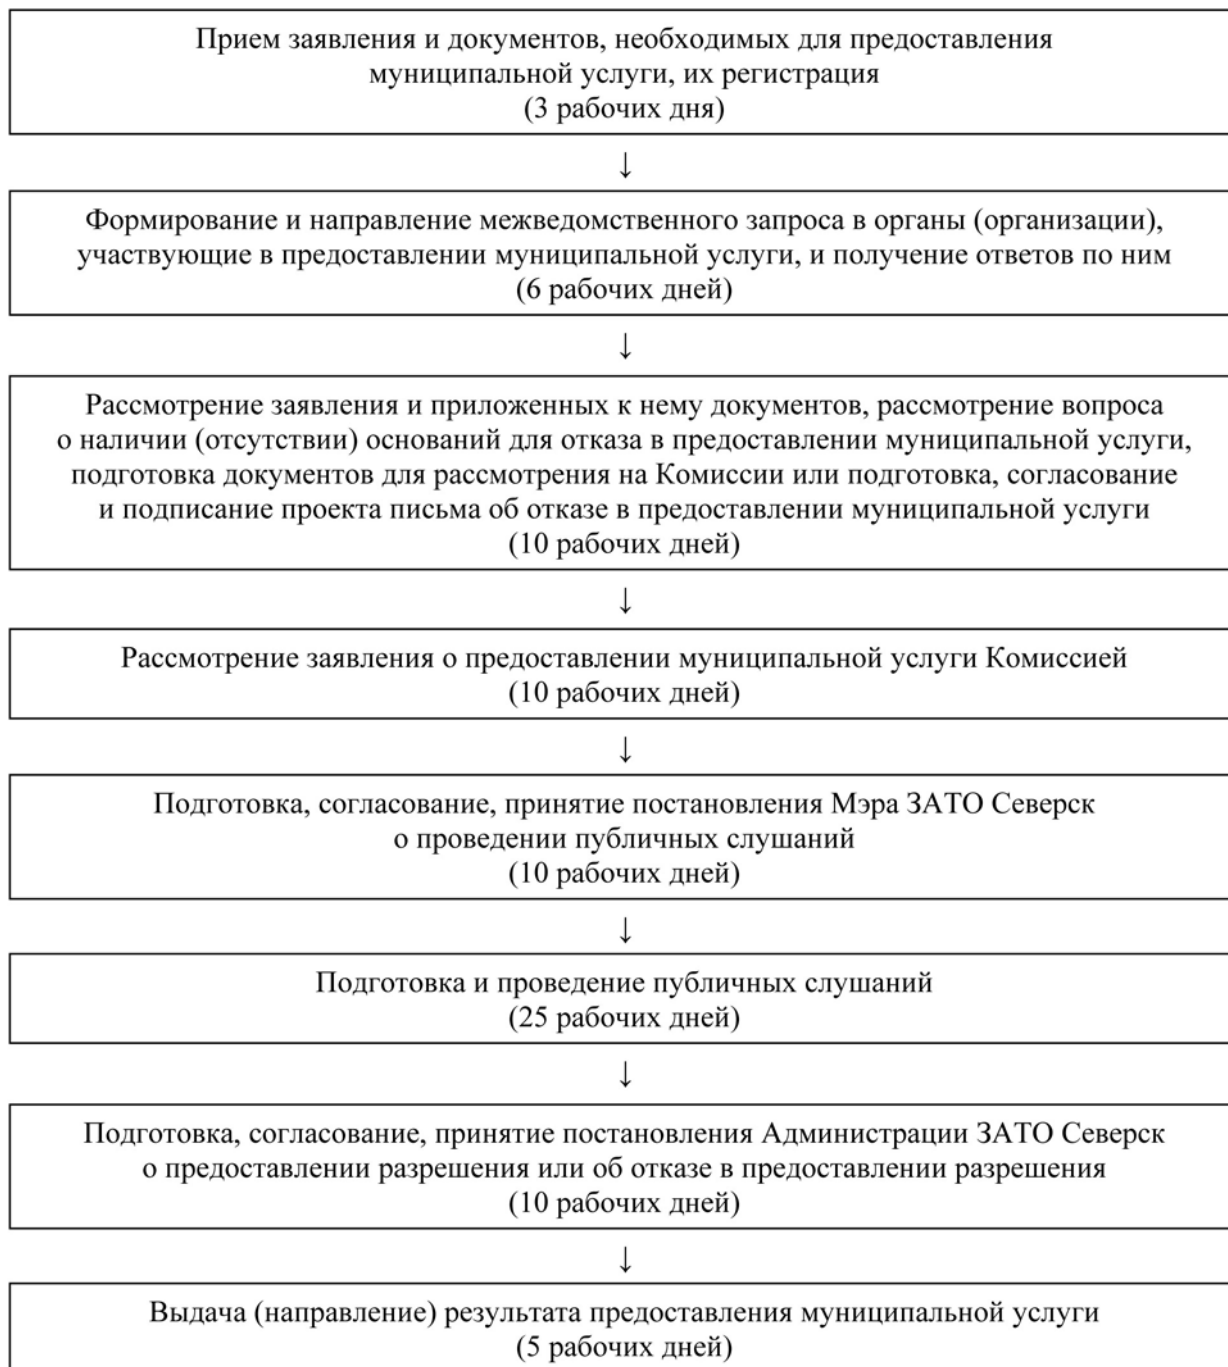 Прием заявления и документов, необходимых для предоставления
муниципальной услуги, их регистрация
(3 рабочих дня)
↓
Формирование и направление межведомственного запроса в органы (организации),
участвующие в предоставлении муниципальной услуги, и получение ответов по ним
(6 рабочих дней)
↓
Рассмотрение заявления и приложенных к нему документов, рассмотрение вопроса
о наличии (отсутствии) оснований для отказа в предоставлении муниципальной услуги,
подготовка документов для рассмотрения на Комиссии или подготовка, согласование
и подписание проекта письма об отказе в предоставлении муниципальной услуги
(10 рабочих дней)
↓
Рассмотрение заявления о предоставлении муниципальной услуги Комиссией
(10 рабочих дней)
↓
Подготовка, согласование, принятие постановления Мэра ЗАТО Северск
о проведении публичных слушаний
(10 рабочих дней)
↓
Подготовка и проведение публичных слушаний
(25 рабочих дней)
↓
Подготовка, согласование, принятие постановления Администрации ЗАТО Северск
о предоставлении разрешения или об отказе в предоставлении разрешения
(10 рабочих дней)
↓
Выдача (направление) результата предоставления муниципальной услуги
(5 рабочих дней)